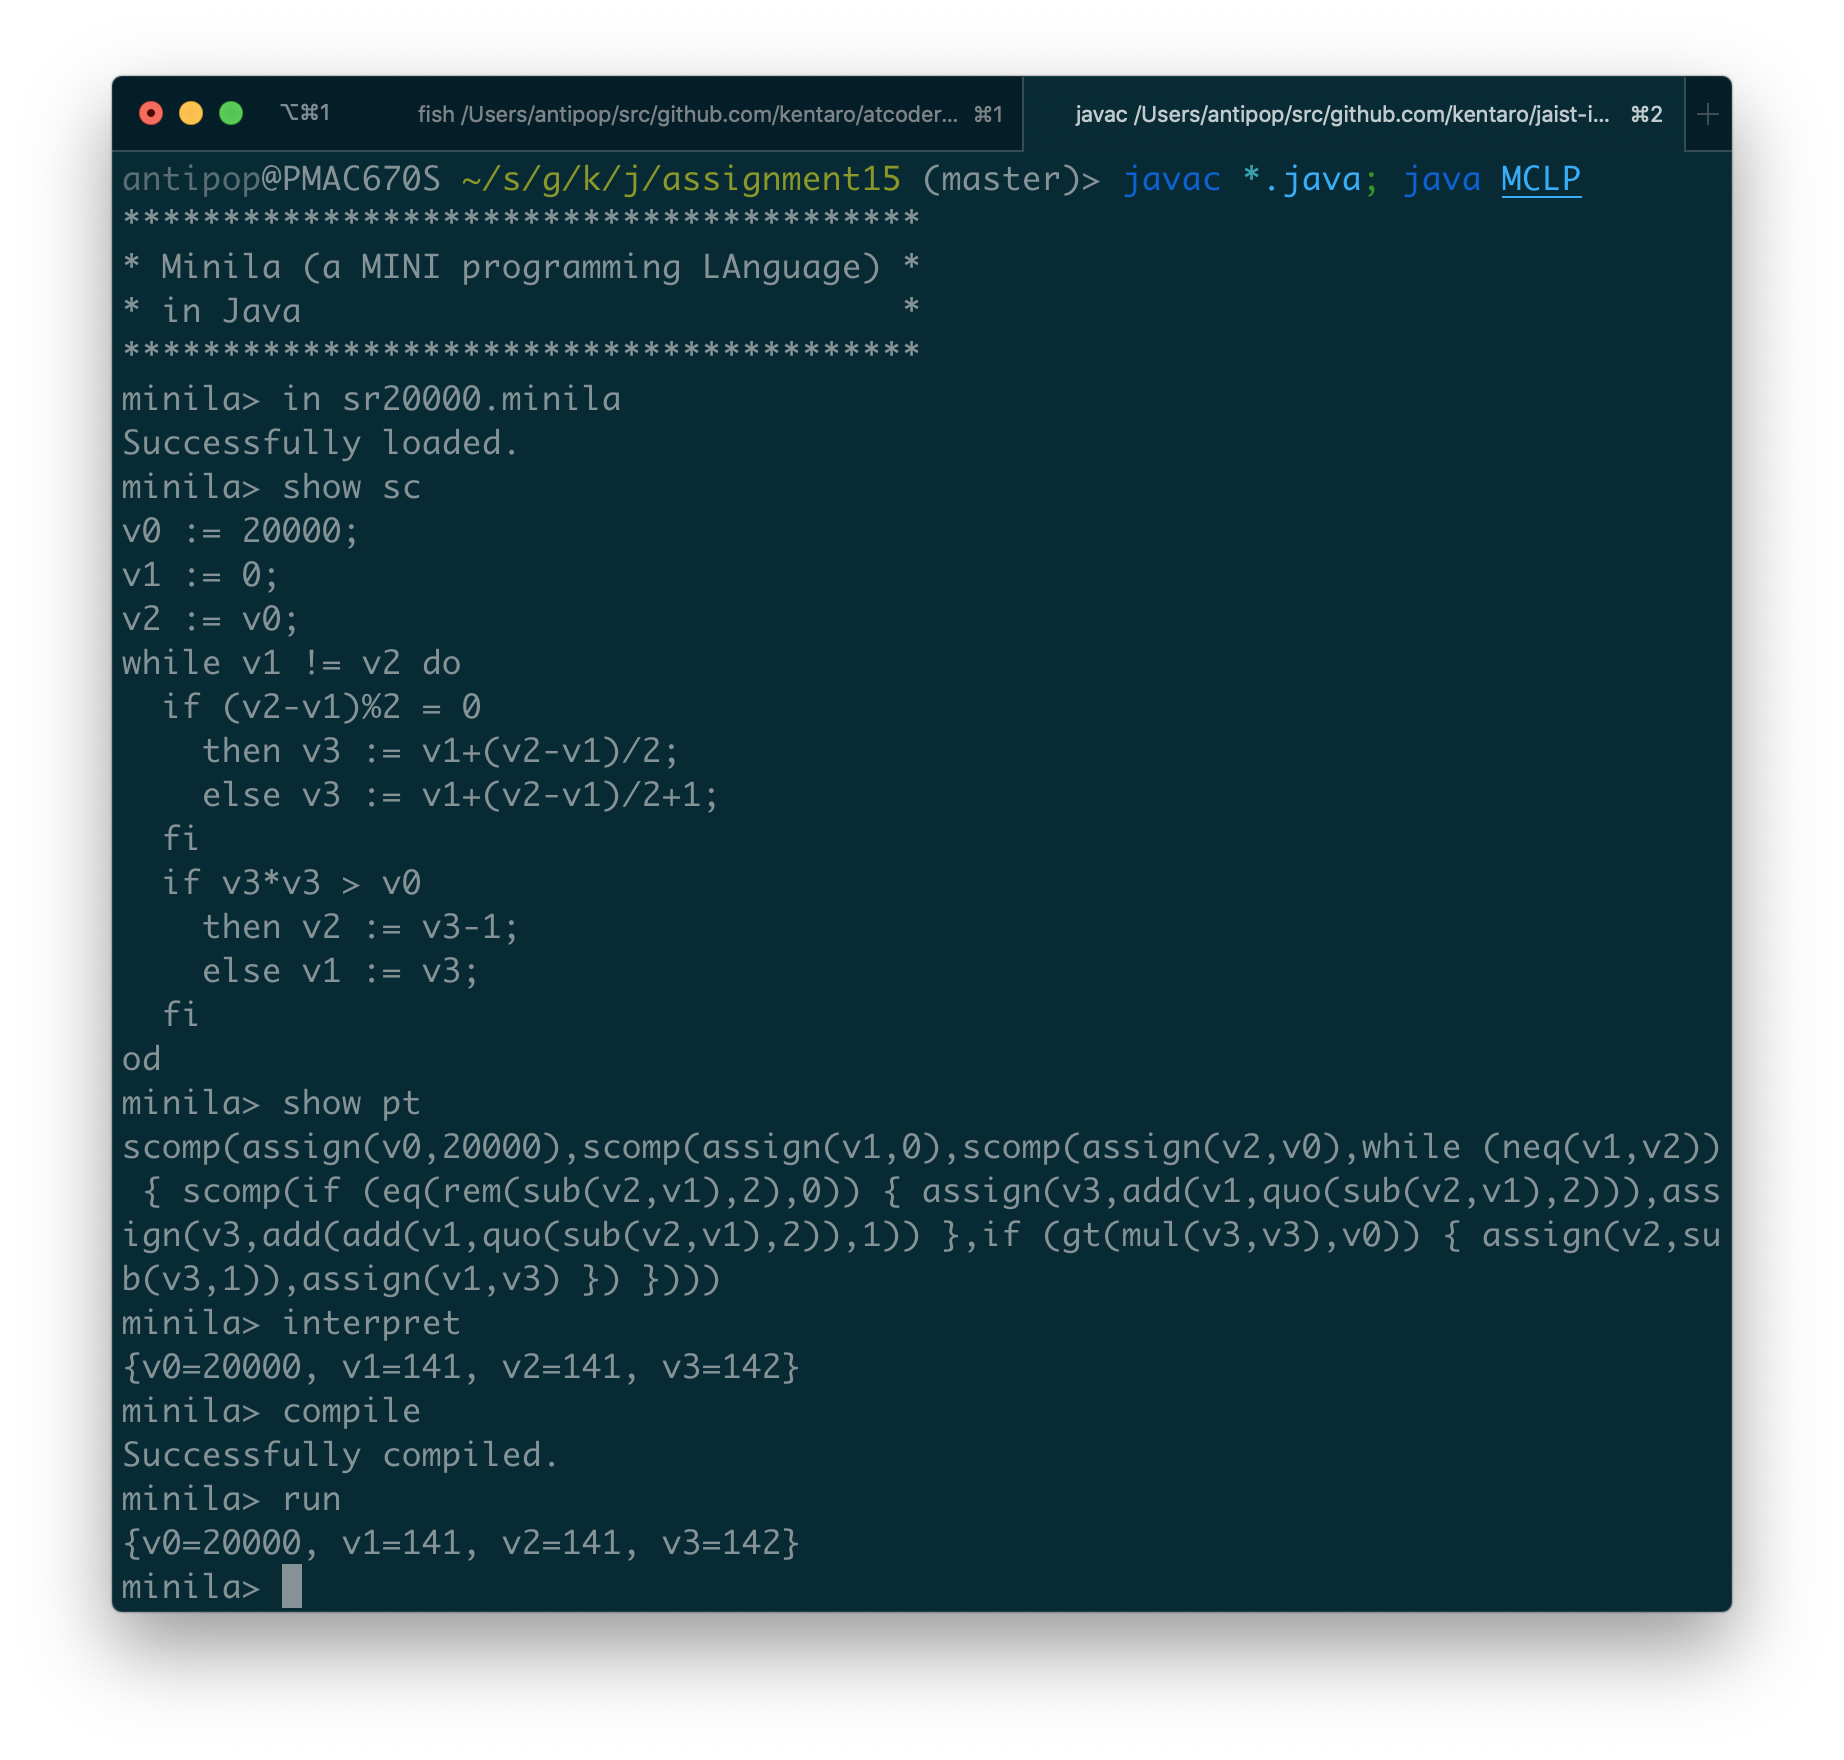 ⌥⌘1 fish /Users/antipop/src/github.com/kentaro/atcoder... ⌘1 javac /Users/antipop/src/github.com/kentaro/jaist-i... ⌘2 +
antipop@PMAC670S ~/s/g/k/j/assignment15 (master)> javac *.java; java MCLP
****************************************
* Minila (a MINI programming LAnguage) *
* in Java                              *
****************************************
minila> in sr20000.minila
Successfully loaded.
minila> show sc
v0 := 20000;
v1 := 0;
v2 := v0;
while v1 != v2 do
  if (v2-v1)%2 = 0
    then v3 := v1+(v2-v1)/2;
    else v3 := v1+(v2-v1)/2+1;
  fi
  if v3*v3 > v0
    then v2 := v3-1;
    else v1 := v3;
  fi
od
minila> show pt
scomp(assign(v0,20000),scomp(assign(v1,0),scomp(assign(v2,v0),while (neq(v1,v2))
 { scomp(if (eq(rem(sub(v2,v1),2),0)) { assign(v3,add(v1,quo(sub(v2,v1),2))),ass
ign(v3,add(add(v1,quo(sub(v2,v1),2)),1)) },if (gt(mul(v3,v3),v0)) { assign(v2,su
b(v3,1)),assign(v1,v3) }) })))
minila> interpret
{v0=20000, v1=141, v2=141, v3=142}
minila> compile
Successfully compiled.
minila> run
{v0=20000, v1=141, v2=141, v3=142}
minila>